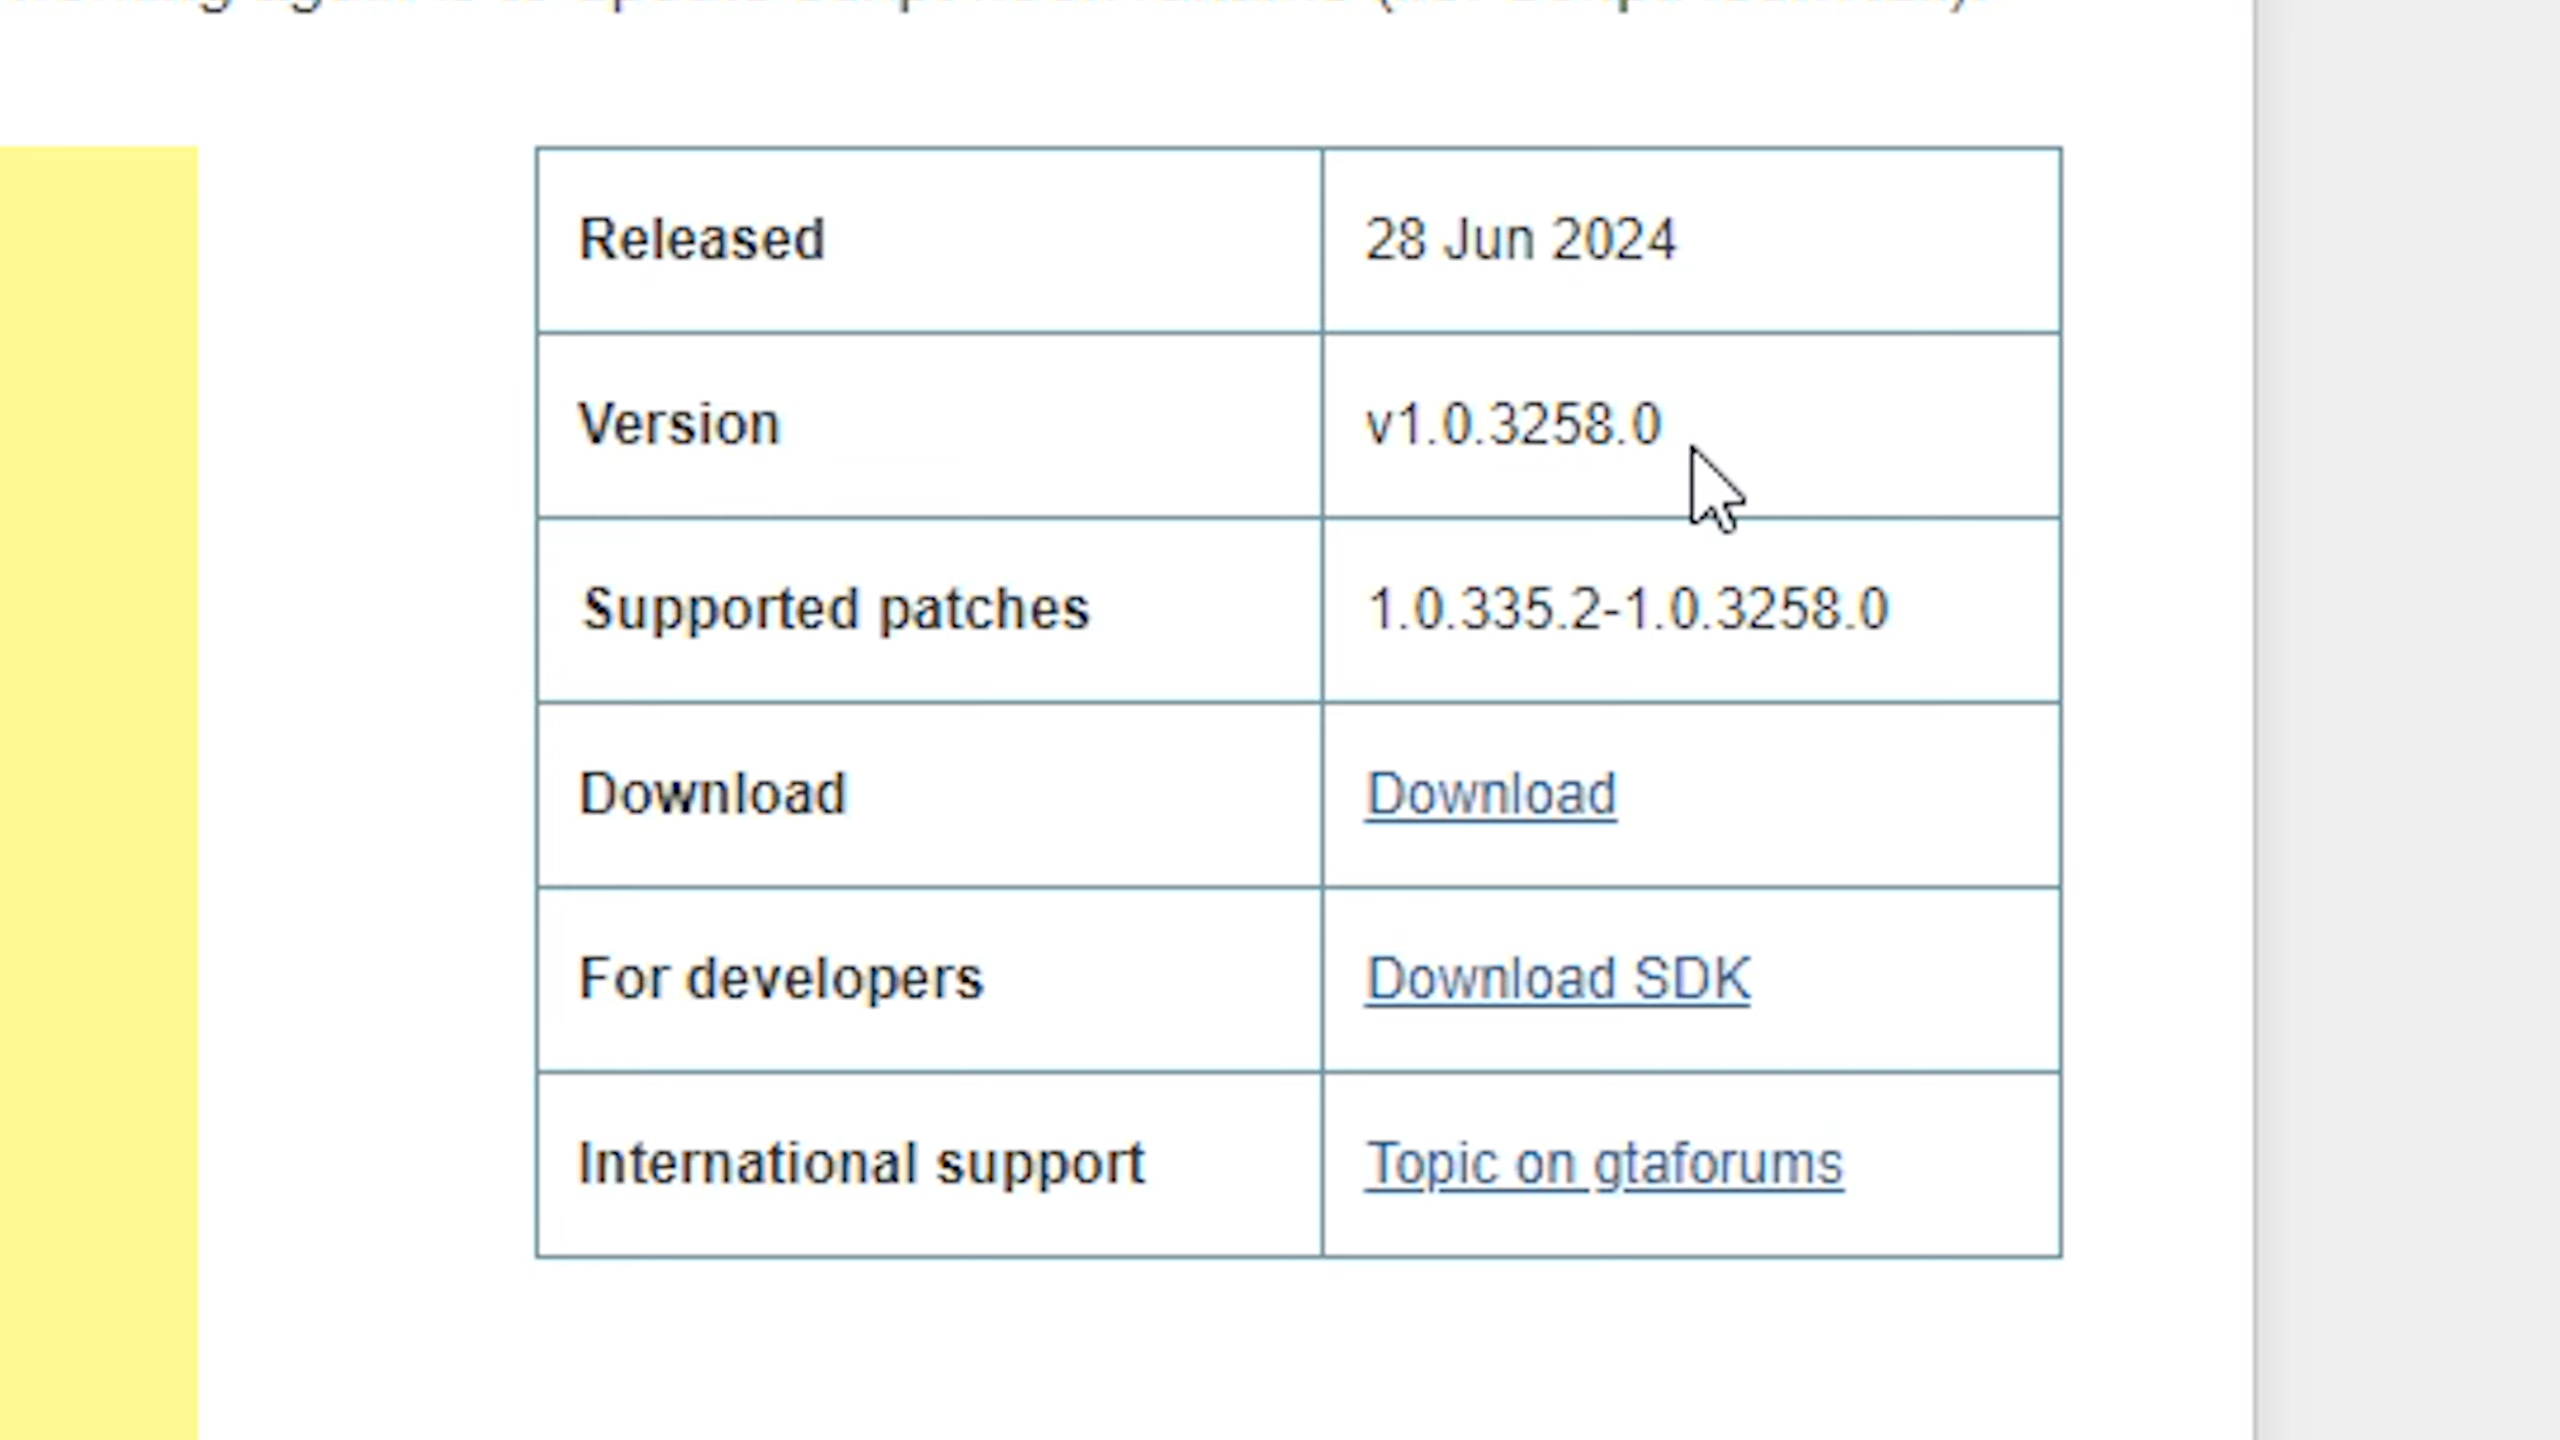 Released 28 Jun 2024
Version v1.0.3258.0
Supported patches 1.0.335.2-1.0.3258.0
Download Download
For developers Download SDK
International support Topic on gtaforums